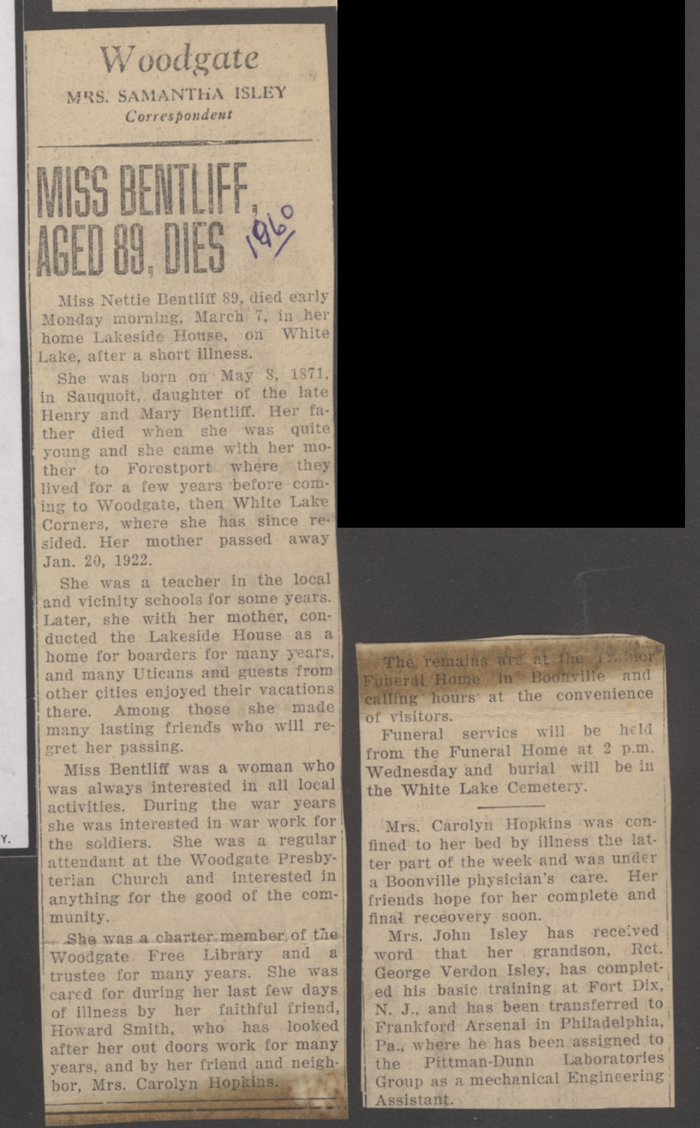 Woodgate
MRS. SAMANTHA ISLEY
Correspondent
MISS BENTLIFF,
AGED 89, DIES
1960
Miss Nettie Bentliff 89, died early
Monday morning, March 7, in her
home Lakeside House, on White
Lake, after a short illness.
She was born on May 8, 1871,
in Sauquoit, daughter of the late
Henry and Mary Bentliff. Her fa-
ther died when she was quite
young and she came with her mo-
ther to Forestport where they
lived for a few years before com-
ing to Woodgate, then White Lake
Corners, where she has since re-
sided. Her mother passed away
Jan. 20, 1922.
She was a teacher in the local
and vicinity schools for some years.
Later, she with her mother, con-
ducted the Lakeside House as a
home for boarders for many years,
and many Uticans and guests from
other cities enjoyed their vacations
there. Among those she made
many lasting friends who will re-
gret her passing.
Miss Bentliff was a woman who
was always interested in all local
activities. During the war years
she was interested in war work for
the soldiers. She was a regular
attendant at the Woodgate Presby-
terian Church and interested in
anything for the good of the com-
munity.
She was a charter member of the
Woodgate Free Library and a
trustee for many years. She was
cared for during her last few days
of illness by her faithful friend,
Howard Smith, who has looked
after her out doors work for many
years, and by her friend and neigh-
bor, Mrs. Carolyn Hopkins.
The remains are at the
Funeral Home in Boonville and
calling hours at the convenience
of visitors.
Funeral servics will be held
from the Funeral Home at 2 p.m.
Wednesday and burial will be in
the White Lake Cemetery.
Mrs. Carolyn Hopkins was con-
fined to her bed by illness the lat-
ter part of the week and was under
a Boonville physician's care. Her
friends hope for her complete and
final receovery soon.
Mrs. John Isley has received
word that her grandson, Rct.
George Verdon Isley, has complet-
ed his basic training at Fort Dix,
N. J., and has been transferred to
Frankford Arsenal in Philadelphia,
Pa., where he has been assigned to
the Pittman-Dunn Laboratories
Group as a mechanical Engineering
Assistant.
Y.